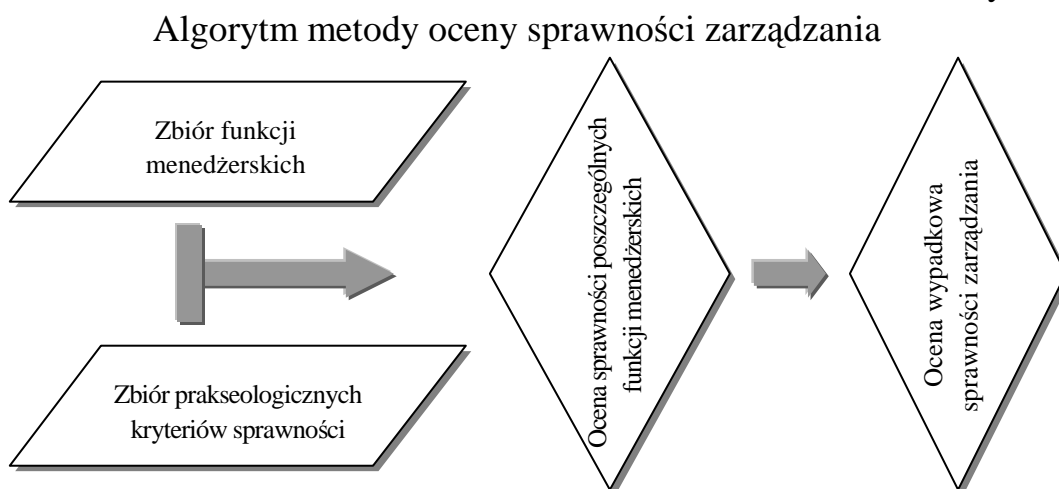 Algorytm metody oceny sprawności zarządzania
Zbiór funkcji
menedżerskich
Zbiór prakseologicznych
kryteriów sprawności
Ocena sprawności poszczególnych
funkcji menedżerskich
Ocena wypadkowa
sprawności zarządzania